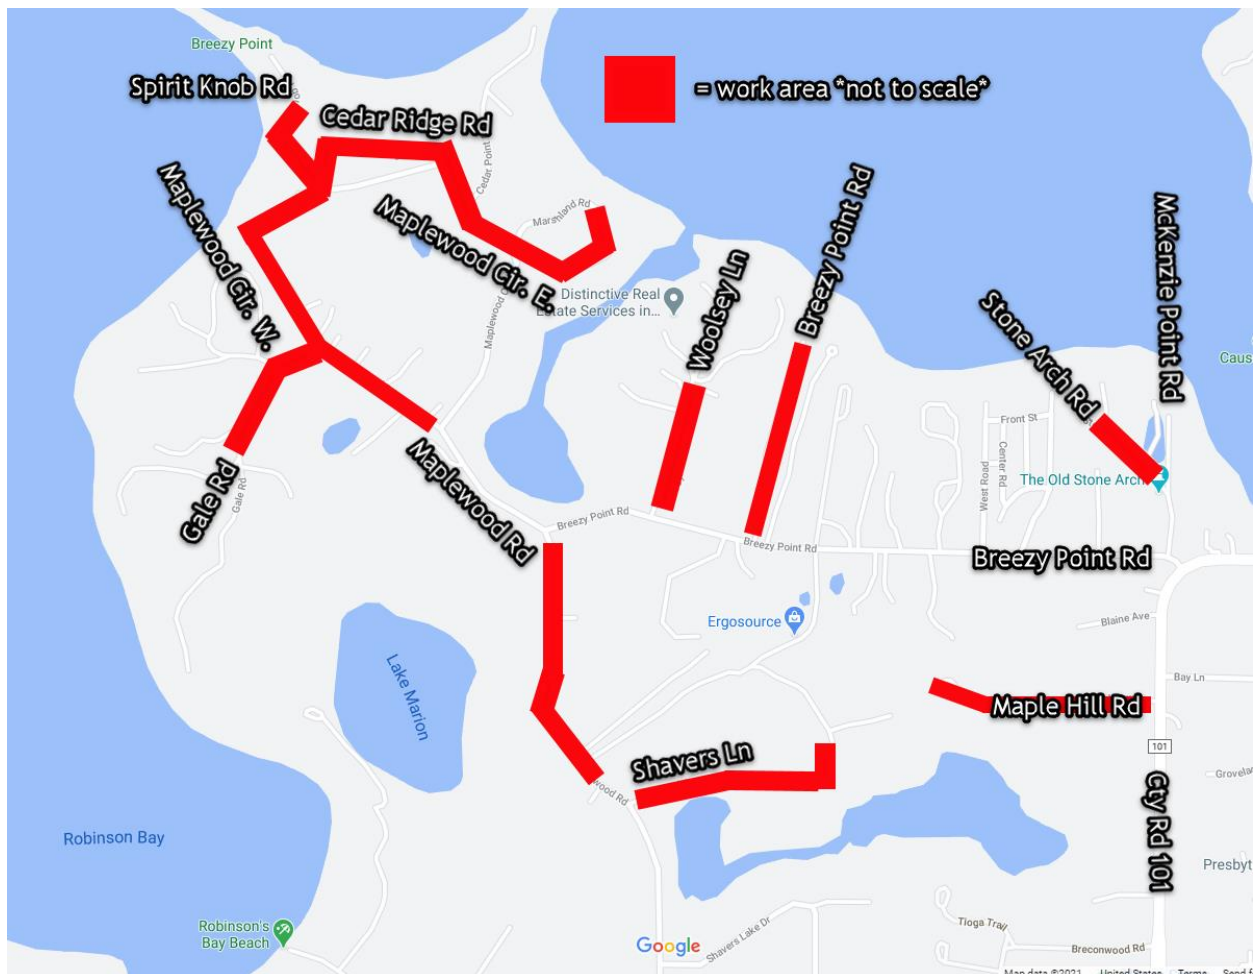 Breezy Point
Spirit Knob Rd
= work area *not to scale*
Cedar Ridge Rd
Cedar Point
Maplewood Cir. W.
Maplewood Cir. E.
Marshland Rd
Breezy Point Rd
McKenzie Point Rd
Woolsey Ln
Distinctive Real
Estate Services in...
Stone Arch Rd
Maplewood C
Caus
Front St
Center Rd
West Road
The Old Stone Arch
Gale Rd
Gale Rd
Maplewood Rd
Breezy Point Rd
Breezy Point Rd
Breezy Point Rd
Ergosource
Blaine Ave
Lake Marion
Bay Ln
Maple Hill Rd
101
Shavers Ln
wood Rd
Grovelan
Cty Rd 101
Robinson Bay
Presbyt
Robinson's
Bay Beach
Google
Shavers Lake Dr
Tioga Trail
Breconwood Rd
Map data ©2021 United States Terms Send f